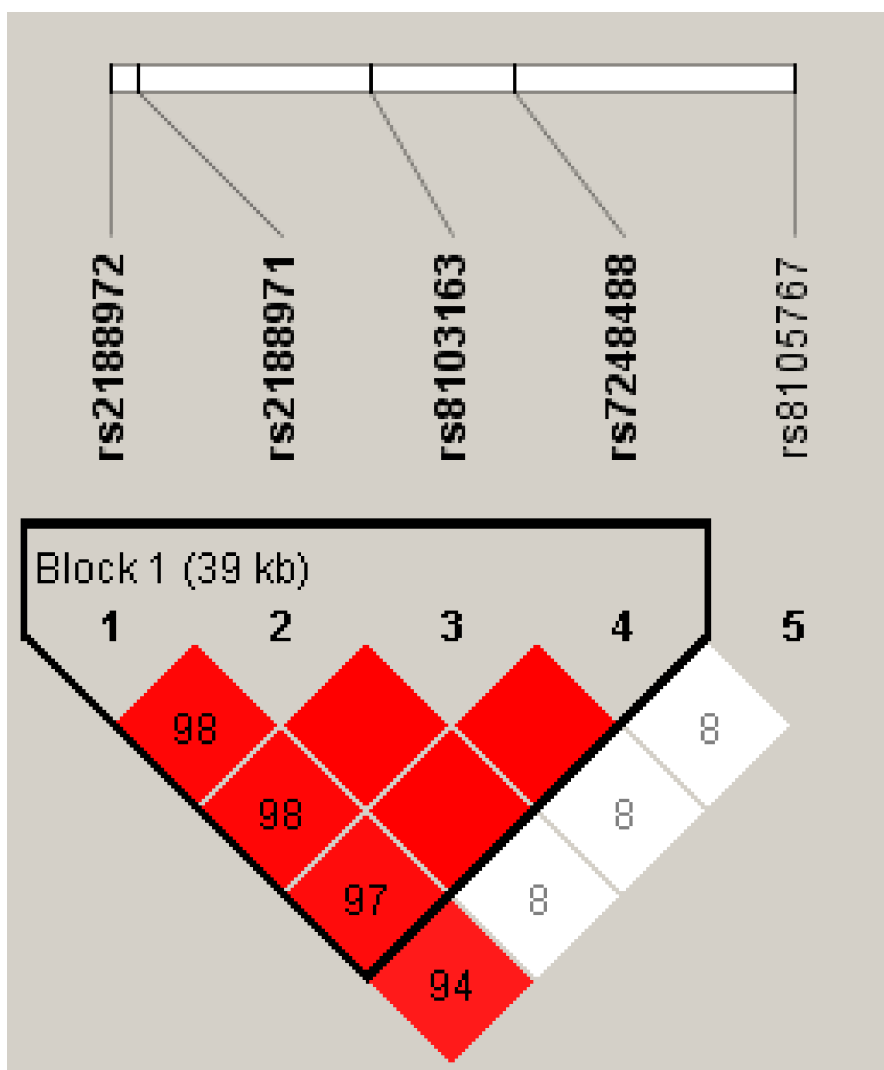 rs2188972
rs2188971
rs8103163
rs7248488
rs8105767
Block 1 (39 kb)
1 2 3 4 5
98 8
98 8
97 8
94